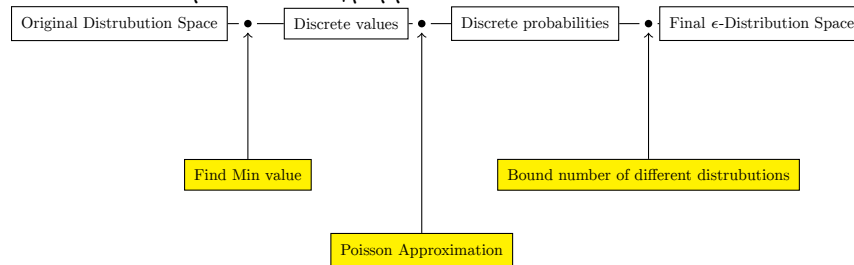 Original Distrubution Space
Discrete values
Discrete probabilities
Final ϵ-Distribution Space
Find Min value
Bound number of different distrubutions
Poisson Approximation